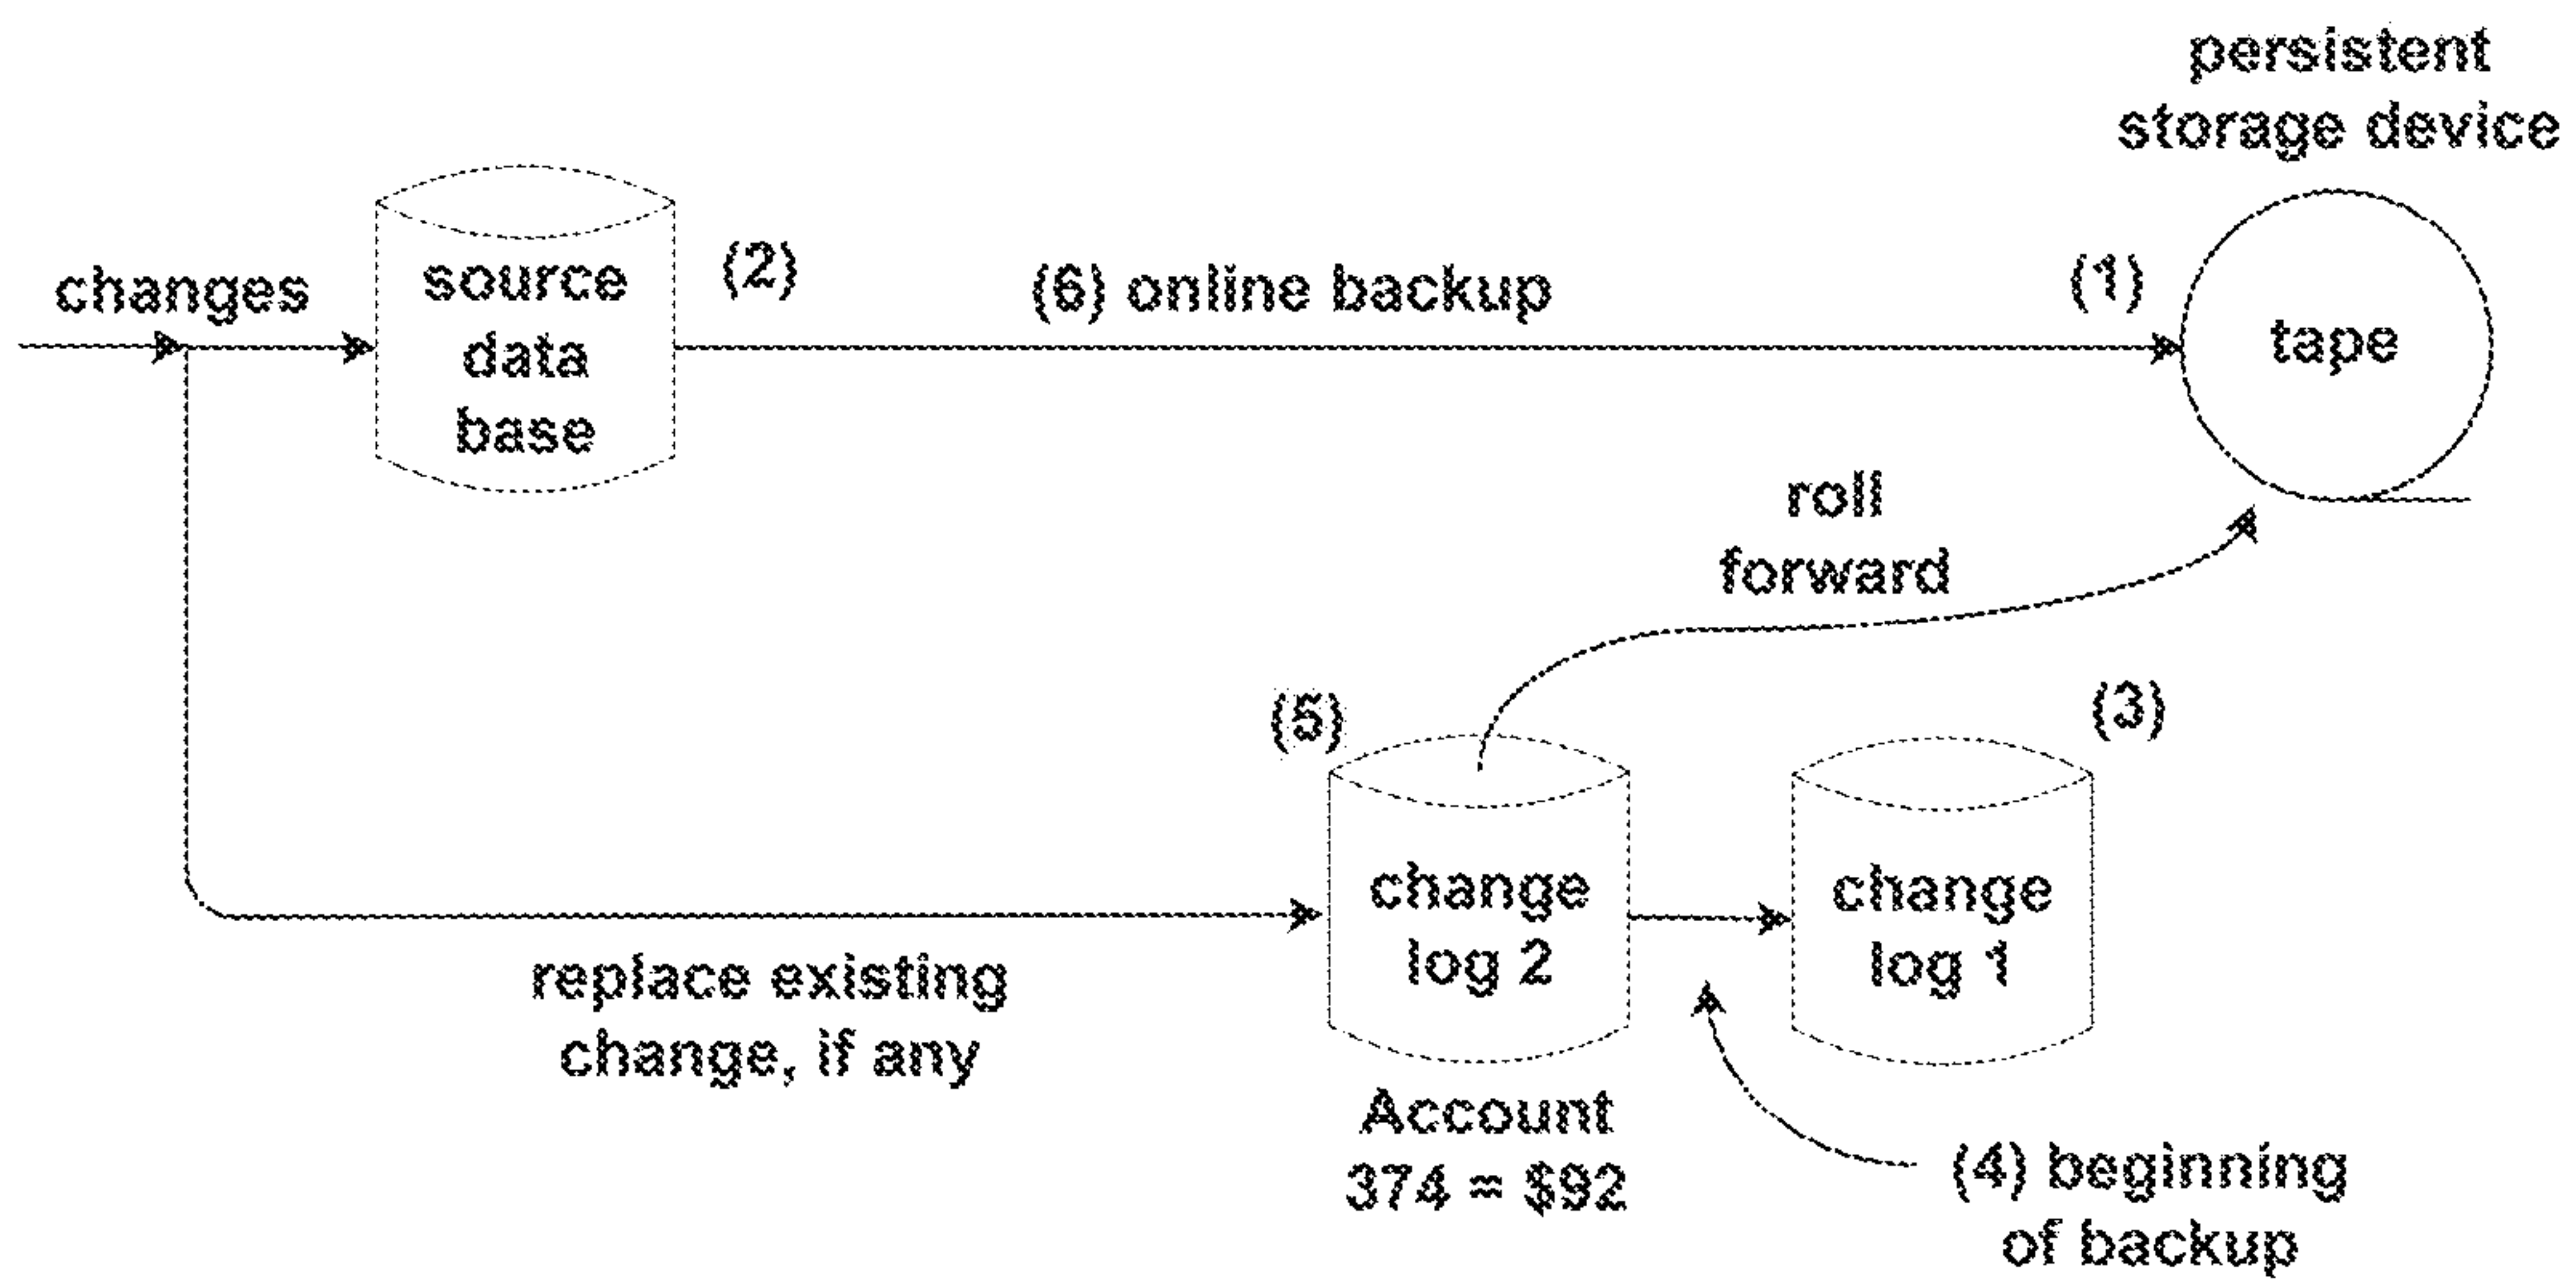 persistent
storage device
changes
source
data
base
(2)
(6) online backup
(1)
tape
roll
forward
(5)
(3)
change
log 2
change
log 1
replace existing
change, if any
Account
374 = $92
(4) beginning
of backup